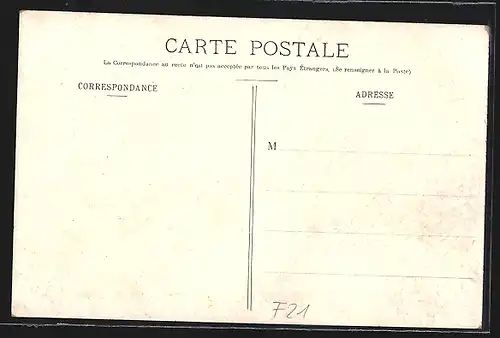 CARTE POSTALE
La Correspondance au recto n'est pas acceptée par tous les Pays Étrangers, (Se renseigner à la Poste)
CORRESPONDANCE
ADRESSE
M
F21